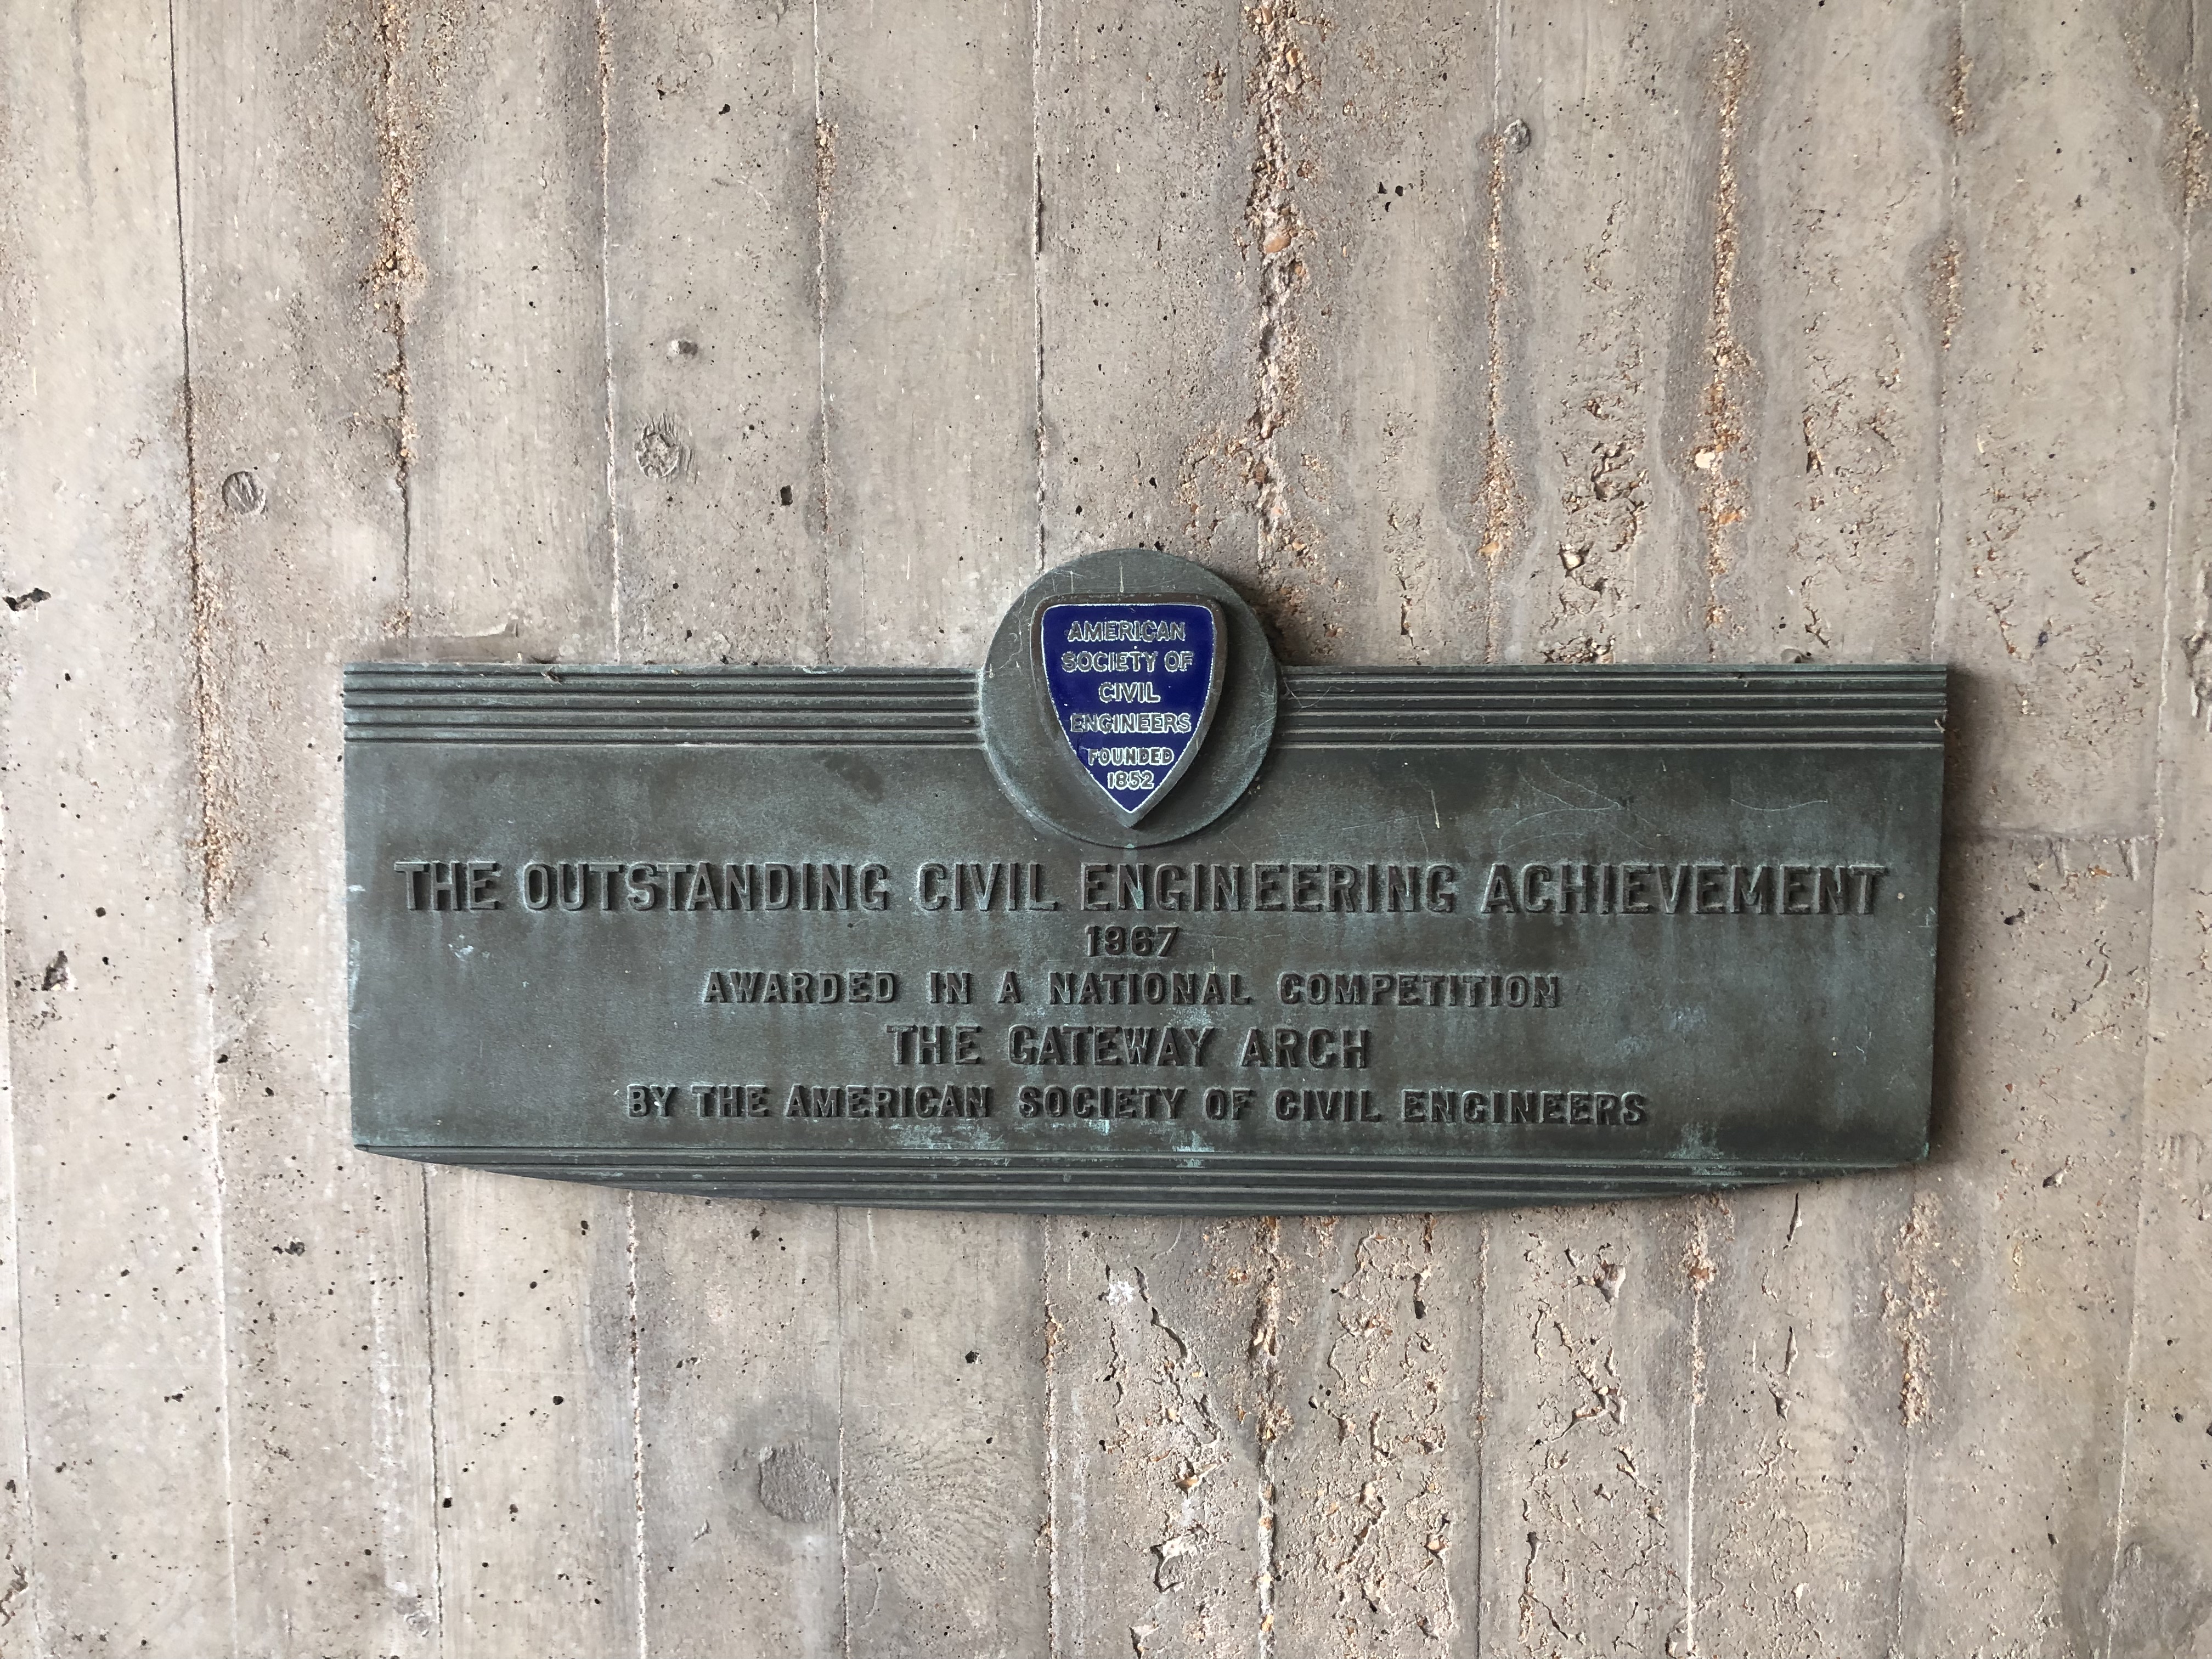 AMERICAN
SOCIETY OF
CIVIL
ENGINEERS
FOUNDED
1852
THE OUTSTANDING CIVIL ENGINEERING ACHIEVEMENT
1967
AWARDED IN A NATIONAL COMPETITION
THE GATEWAY ARCH
BY THE AMERICAN SOCIETY OF CIVIL ENGINEERS